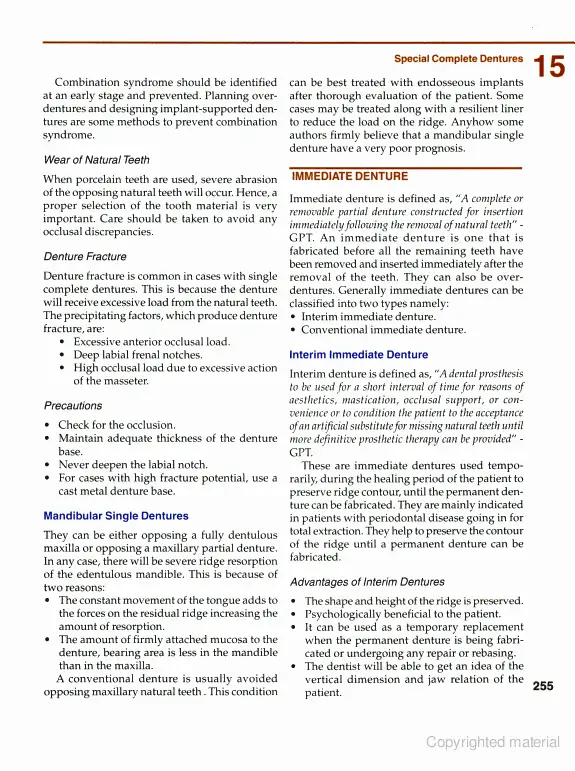 Special Complete Dentures
15
Combination syndrome should be identified
at an early stage and prevented. Planning over-
dentures and designing implant-supported den-
tures are some methods to prevent combination
syndrome.
Wear of Natural Teeth
When porcelain teeth are used, severe abrasion
of the opposing natural teeth will occur. Hence, a
proper selection of the tooth material is very
important. Care should be taken to avoid any
occlusal discrepancies.
Denture Fracture
Denture fracture is common in cases with single
complete dentures. This is because the denture
will receive excessive load from the natural teeth.
The precipitating factors, which produce denture
fracture, are:
• Excessive anterior occlusal load.
• Deep labial frenal notches.
• High occlusal load due to excessive action
of the masseter.
Precautions
• Check for the occlusion.
• Maintain adequate thickness of the denture
base.
• Never deepen the labial notch.
• For cases with high fracture potential, use a
cast metal denture base.
Mandibular Single Dentures
They can be either opposing a fully dentulous
maxilla or opposing a maxillary partial denture.
In any case, there will be severe ridge resorption
of the edentulous mandible. This is because of
two reasons:
• The constant movement of the tongue adds to
the forces on the residual ridge increasing the
amount of resorption.
• The amount of firmly attached mucosa to the
denture, bearing area is less in the mandible
than in the maxilla.
A conventional denture is usually avoided
opposing maxillary natural teeth . This condition
can be best treated with endosseous implants
after thorough evaluation of the patient. Some
cases may be treated along with a resilient liner
to reduce the load on the ridge. Anyhow some
authors firmly believe that a mandibular single
denture have a very poor prognosis.
IMMEDIATE DENTURE
Immediate denture is defined as, "A complete or
removable partial denture constructed for insertion
immediately following the removal of natural teeth" -
GPT. An immediate denture is one that is
fabricated before all the remaining teeth have
been removed and inserted immediately after the
removal of the teeth. They can also be over-
dentures. Generally immediate dentures can be
classified into two types namely:
• Interim immediate denture.
• Conventional immediate denture.
Interim Immediate Denture
Interim denture is defined as, "A dental prosthesis
to be used for a short interval of time for reasons of
aesthetics, mastication, occlusal support, or con-
venience or to condition the patient to the acceptance
of an artificial substitute for missing natural teeth until
more definitive prosthetic therapy can be provided" -
GPT.
These are immediate dentures used tempo-
rarily, during the healing period of the patient to
preserve ridge contour, until the permanent den-
ture can be fabricated. They are mainly indicated
in patients with periodontal disease going in for
total extraction. They help to preserve the contour
of the ridge until a permanent denture can be
fabricated.
Advantages of Interim Dentures
• The shape and height of the ridge is preserved.
• Psychologically beneficial to the patient.
• It can be used as a temporary replacement
when the permanent denture is being fabri-
cated or undergoing any repair or rebasing.
• The dentist will be able to get an idea of the
vertical dimension and jaw relation of the
patient.
255
Copyrighted material